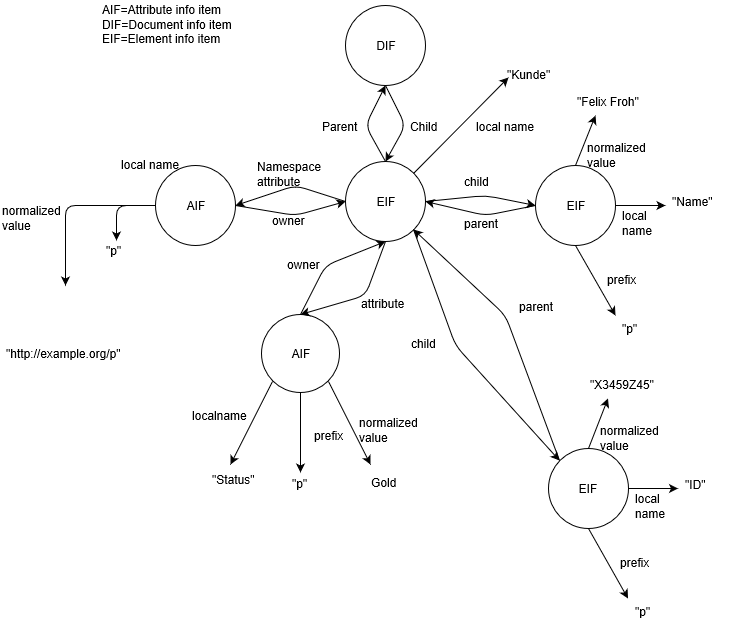 AIF=Attribute info item
DIF=Document info item
EIF=Element info item
DIF
"Kunde"
Parent
Child
local name
"Felix Froh"
normalized
value
local name
Namespace
attribute
AIF
owner
EIF
child
parent
EIF
"Name"
local
name
normalized
value
"p"
prefix
"p"
owner
attribute
parent
child
"http://example.org/p"
AIF
localname
prefix
normalized
value
"Status"
"p"
Gold
"X3459Z45"
normalized
value
EIF
"ID"
local
name
prefix
"p"